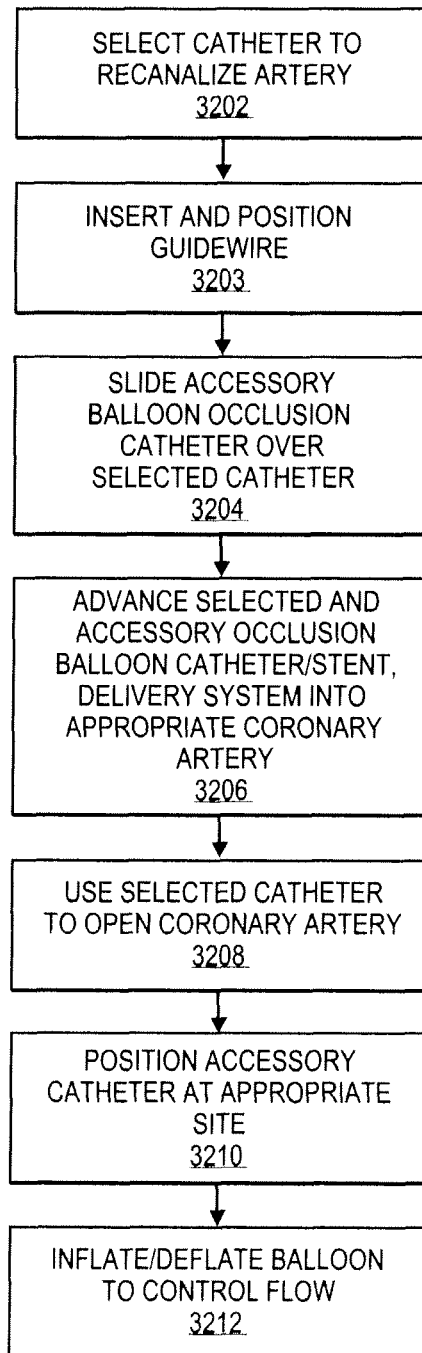 SELECT CATHETER TO
RECANALIZE ARTERY
3202
INSERT AND POSITION
GUIDEWIRE
3203
SLIDE ACCESSORY
BALLOON OCCLUSION
CATHETER OVER
SELECTED CATHETER
3204
ADVANCE SELECTED AND
ACCESSORY OCCLUSION
BALLOON CATHETER/STENT,
DELIVERY SYSTEM INTO
APPROPRIATE CORONARY
ARTERY
3206
USE SELECTED CATHETER
TO OPEN CORONARY ARTERY
3208
POSITION ACCESSORY
CATHETER AT APPROPRIATE
SITE
3210
INFLATE/DEFLATE BALLOON
TO CONTROL FLOW
3212